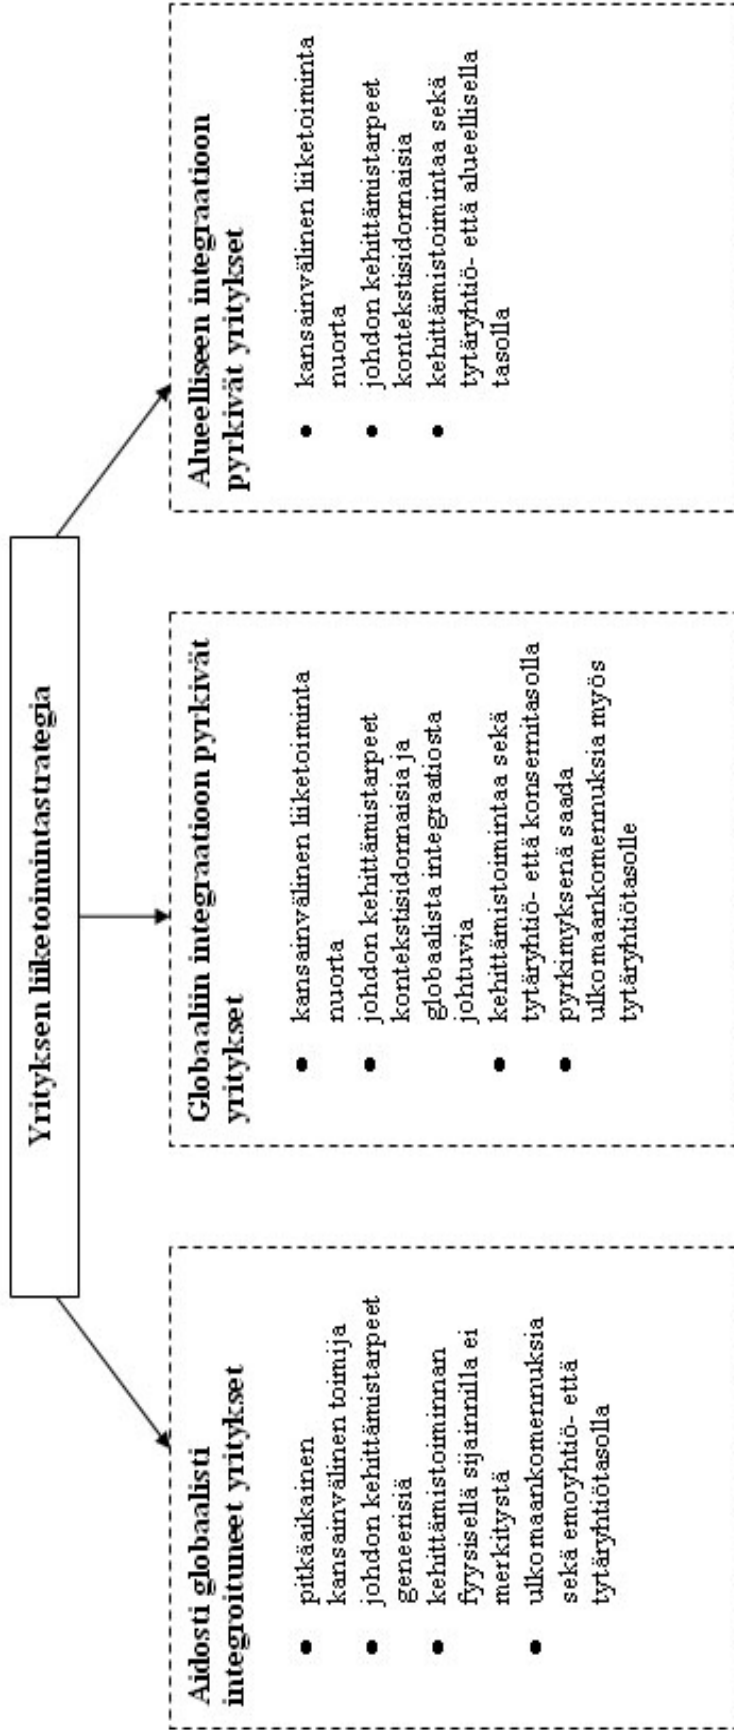 Yrityksen liiketoimintastrategia
Aidosti globaalisti
integroituneet yritykset
• pitkäaikainen
kansainvälinen toimija
• johdon kehittämistarpeet
geneerisiä
• kehittämistoiminnan
fyysisellä sijainnilla ei
merkitystä
• ulkomaankomennuksia
sekä emoyhtiö- että
tytäryhtiötasolla
Globaaliin integraatioon pyrkivät
yritykset
• kansainvälinen liiketoiminta
nuorta
• johdon kehittämistarpeet
kontekstisidonnaisia ja
globaalista integraatiosta
johtuvia
• kehittämistoimintaa sekä
tytäryhtiö- että konsernitasolla
• pyrkimyksenä saada
ulkomaankomennuksia myös
tytäryhtiötasolle
Alueelliseen integraatioon
pyrkivät yritykset
• kansainvälinen liiketoiminta
nuorta
• johdon kehittämistarpeet
kontekstisidonnaisia
• kehittämistoimintaa sekä
tytäryhtiö- että alueellisella
tasolla